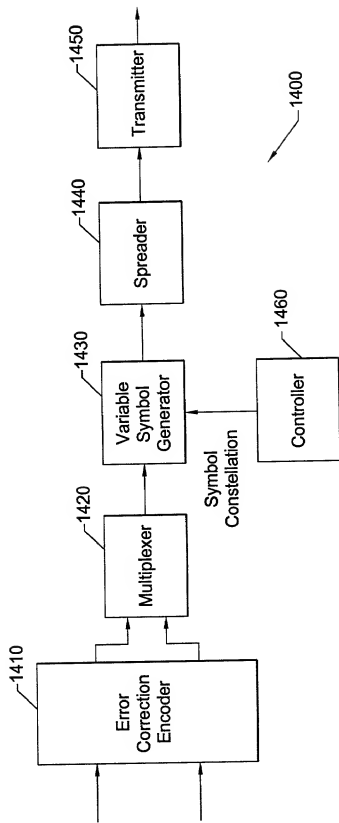 1410
Error
Correction
Encoder
1420
Multiplexer
1430
Variable
Symbol
Generator
1440
Spreader
1450
Transmitter
Symbol
Constellation
1460
Controller
1400